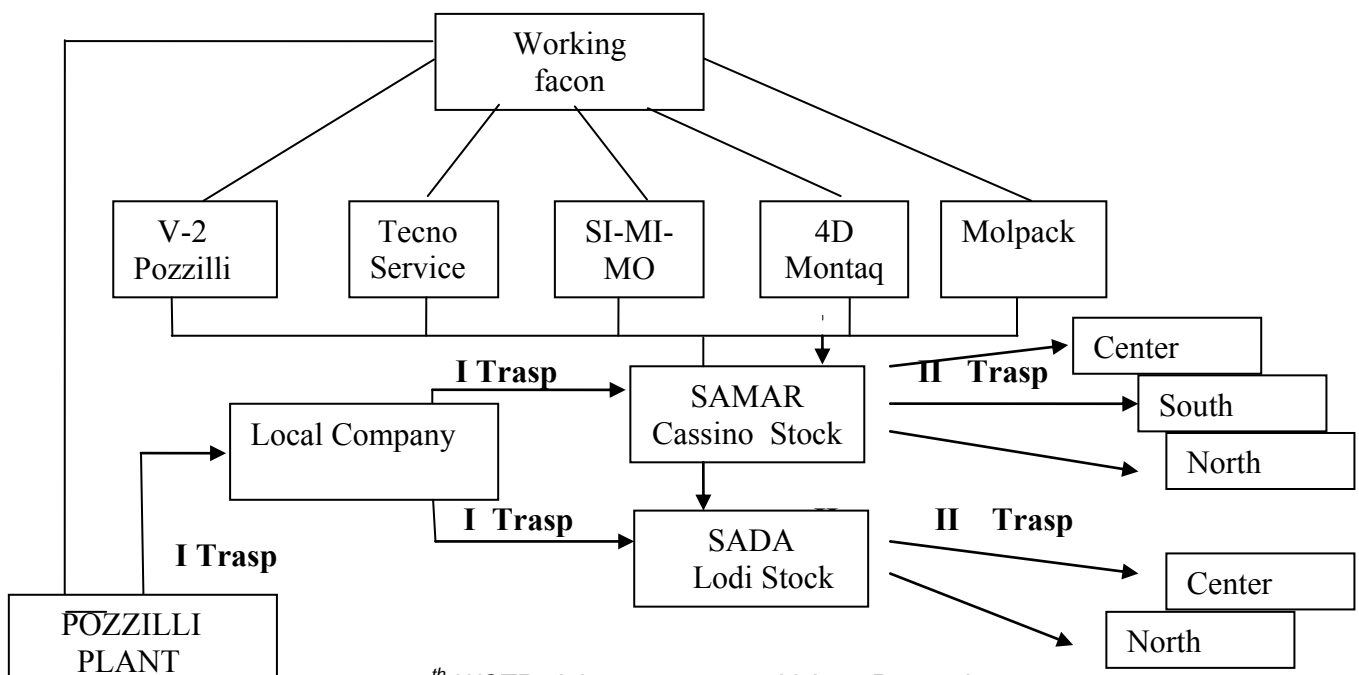 Working
facon
V-2
Pozzilli
Tecno
Service
SI-MI-
MO
4D
Montaq
Molpack
Center
I Trasp
II Trasp
SAMAR
Cassino Stock
South
Local Company
North
I Trasp
II Trasp
SADA
Lodi Stock
I Trasp
Center
POZZILLI
PLANT
North
th